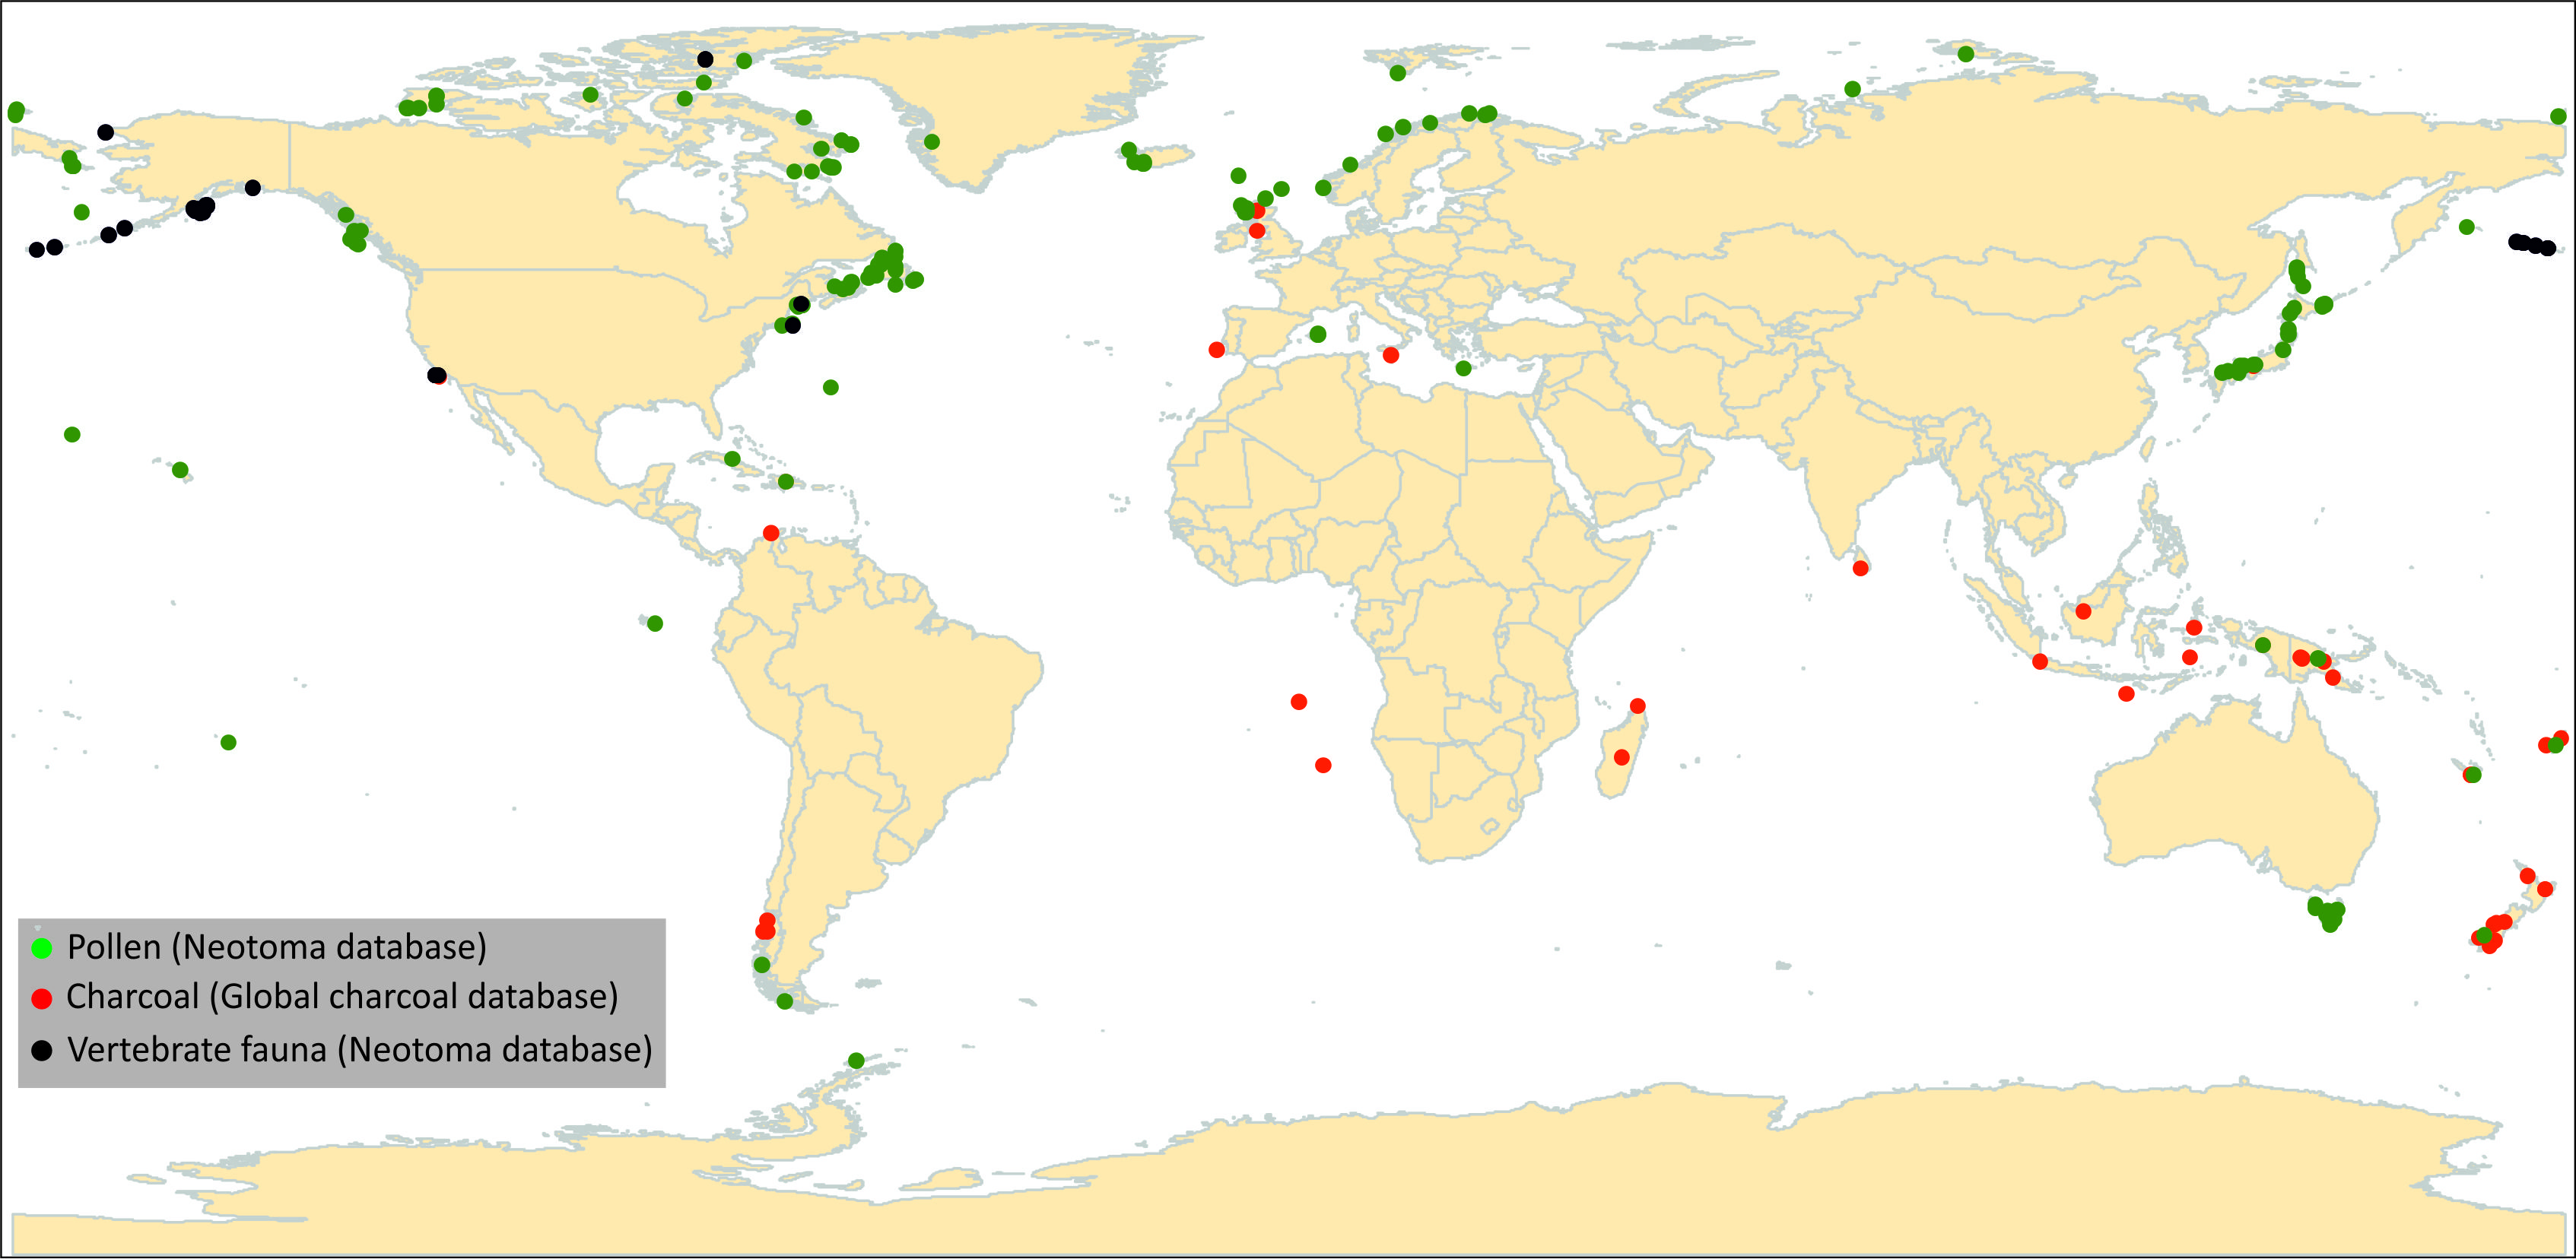 Pollen (Neotoma database)
Charcoal (Global charcoal database)
Vertebrate fauna (Neotoma database)